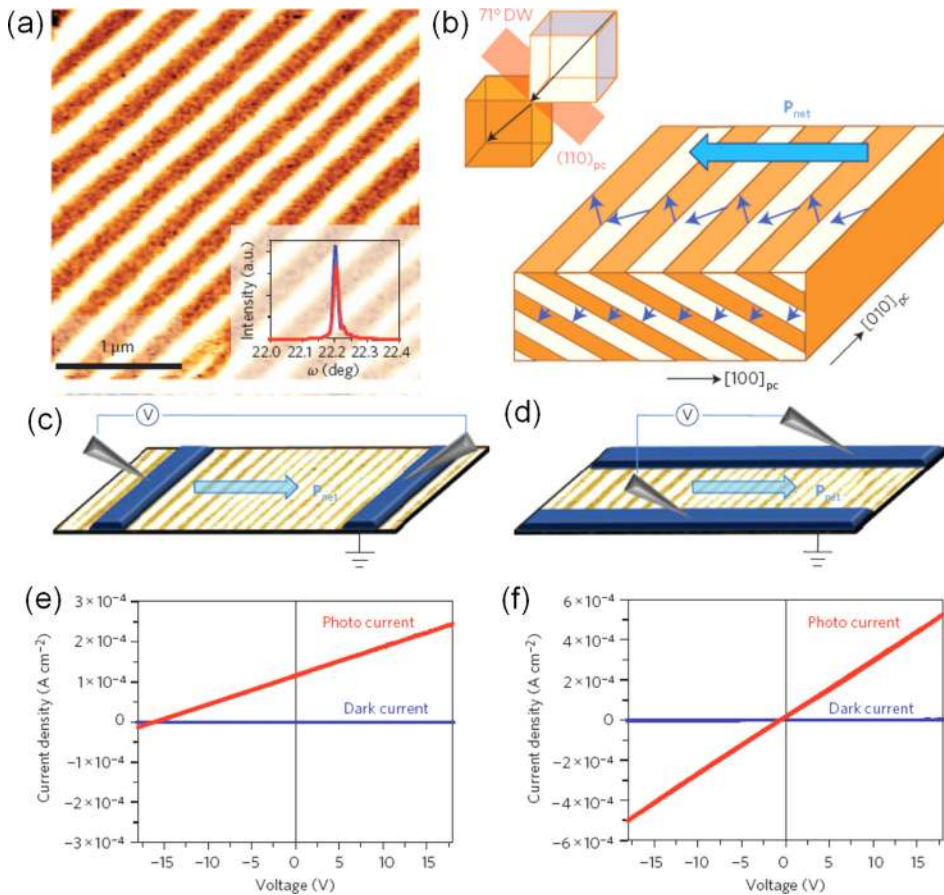 (a)
1 μm
Intensity (a.u.)
22.0 22.1 22.2 22.3 22.4
ω (deg)
(b)
71° DW
(110)pc
Pnet
[010]pc
[100]pc
(c)
V
Pnet
(d)
V
Pnet
(e)
3 × 10⁻⁴
2 × 10⁻⁴
1 × 10⁻⁴
0
−1 × 10⁻⁴
−2 × 10⁻⁴
−3 × 10⁻⁴
Current density (A cm⁻²)
Photo current
Dark current
−15 −10 −5 0 5 10 15
Voltage (V)
(f)
6 × 10⁻⁴
4 × 10⁻⁴
2 × 10⁻⁴
0
−2 × 10⁻⁴
−4 × 10⁻⁴
−6 × 10⁻⁴
Current density (A cm⁻²)
Photo current
Dark current
−15 −10 −5 0 5 10 15
Voltage (V)